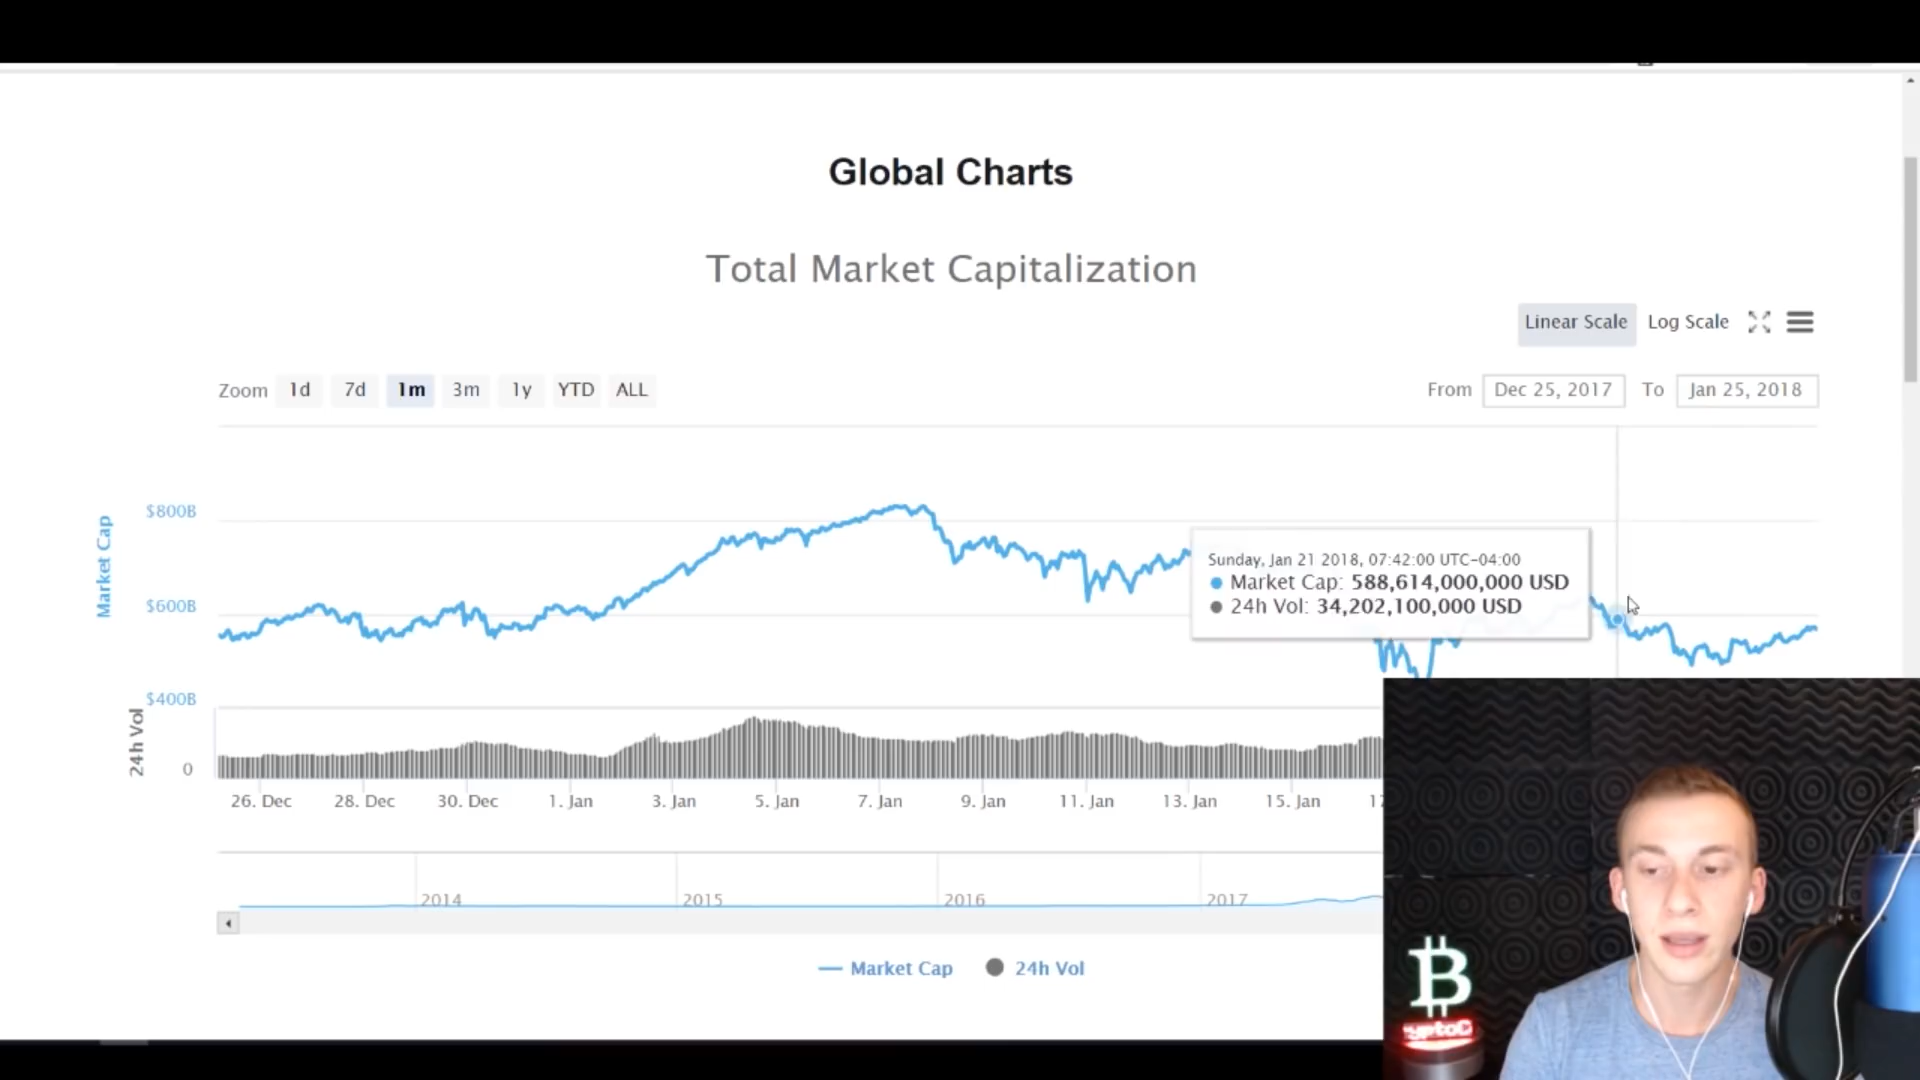 Global Charts
Total Market Capitalization
Linear Scale Log Scale
Zoom 1d 7d 1m 3m 1y YTD ALL
From Dec 25, 2017 To Jan 25, 2018
Market Cap
$800B
$600B
$400B
24h Vol
0
Sunday, Jan 21 2018, 07:42:00 UTC-04:00
Market Cap: 588,614,000,000 USD
24h Vol: 34,202,100,000 USD
26. Dec 28. Dec 30. Dec 1. Jan 3. Jan 5. Jan 7. Jan 9. Jan 11. Jan 13. Jan 15. Jan
2014 2015 2016 2017
Market Cap 24h Vol